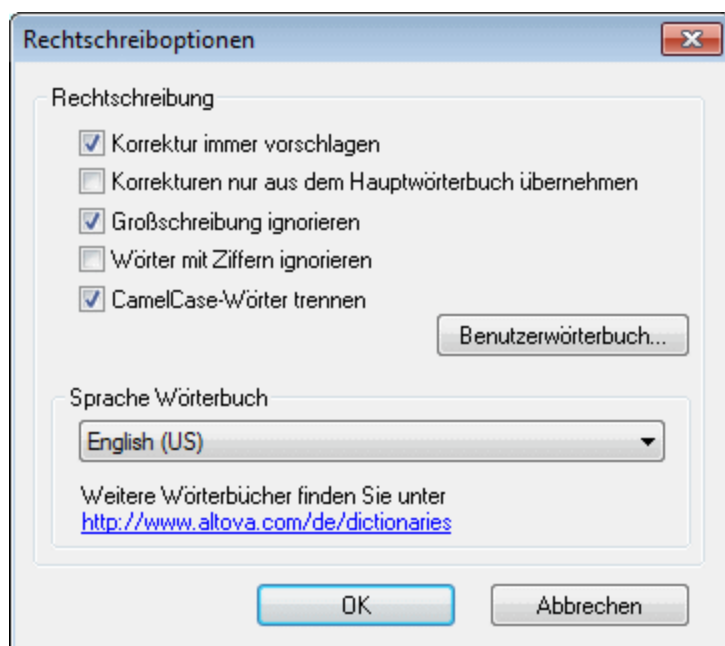 Rechtschreiboptionen
Rechtschreibung
Korrektur immer vorschlagen
Korrekturen nur aus dem Hauptwörterbuch übernehmen
Großschreibung ignorieren
Wörter mit Ziffern ignorieren
CamelCase-Wörter trennen
Benutzerwörterbuch...
Sprache Wörterbuch
English (US)
Weitere Wörterbücher finden Sie unter
http://www.altova.com/de/dictionaries
OK Abbrechen